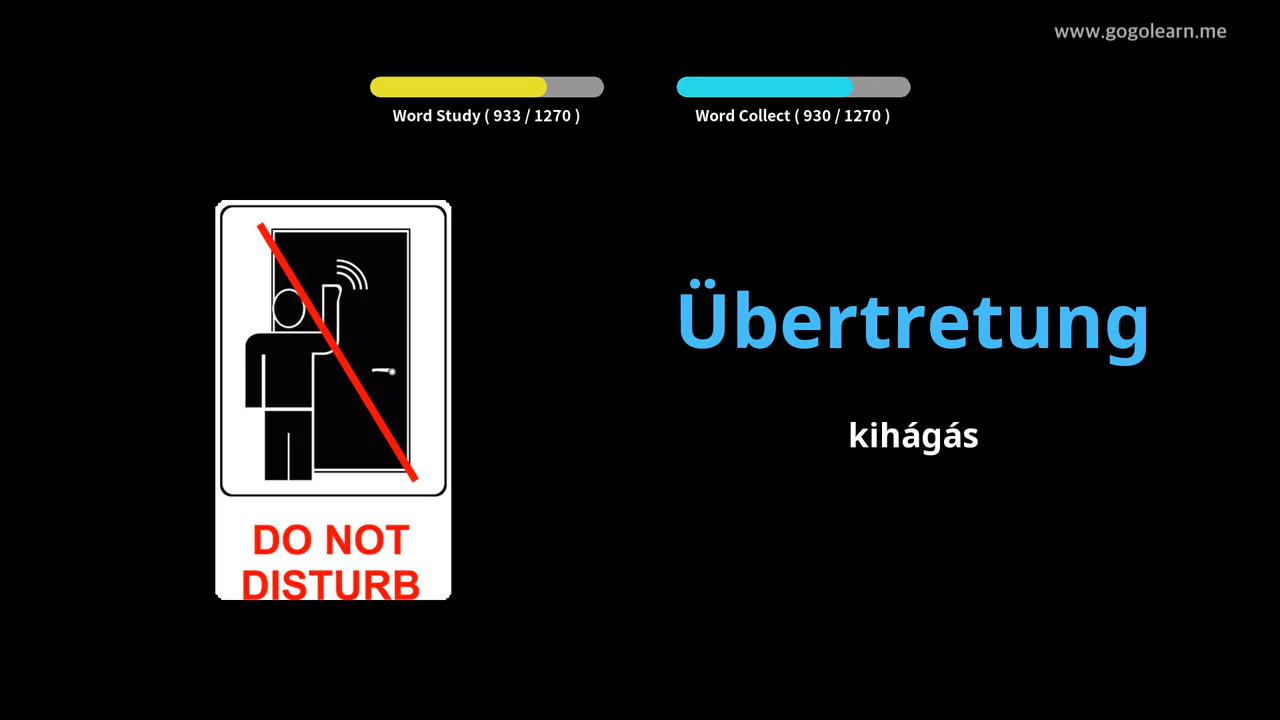 www.gogolearn.me
Word Study ( 933 / 1270 )
Word Collect ( 930 / 1270 )
Übertretung
kihágás
DO NOT
DISTURB